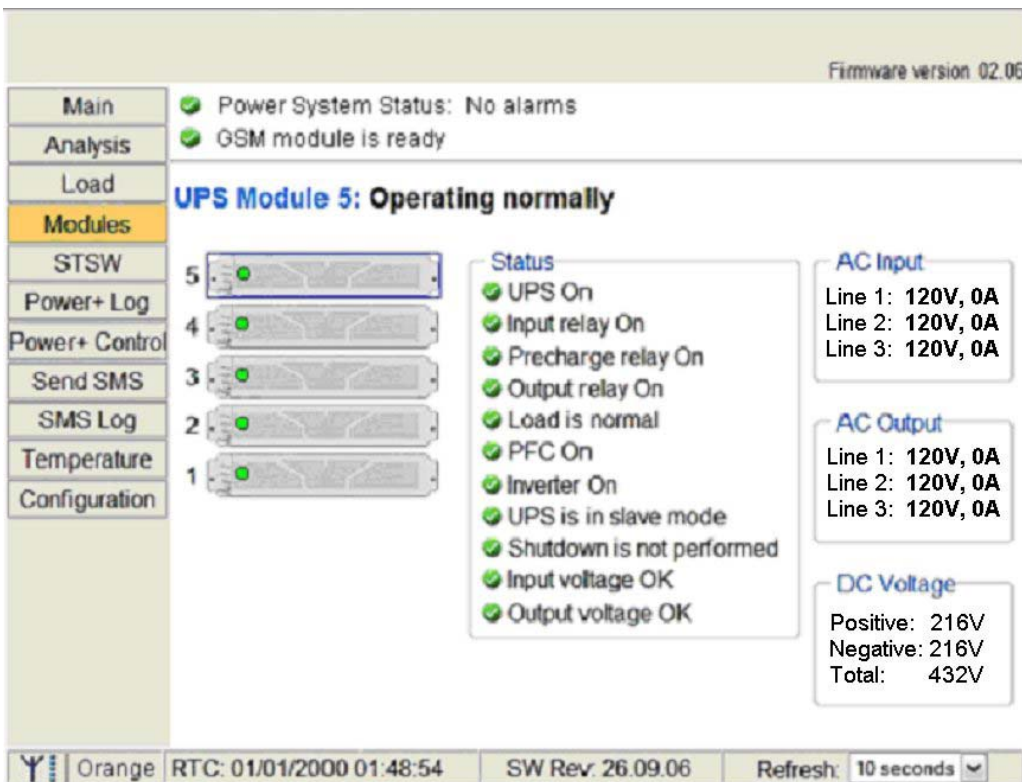 Firmware version 02.06
Main
Analysis
Load
Modules
STSW
Power+ Log
Power+ Control
Send SMS
SMS Log
Temperature
Configuration
Power System Status: No alarms
GSM module is ready
UPS Module 5: Operating normally
5
4
3
2
1
Status
UPS On
Input relay On
Precharge relay On
Output relay On
Load is normal
PFC On
Inverter On
UPS is in slave mode
Shutdown is not performed
Input voltage OK
Output voltage OK
AC Input
Line 1: 120V, 0A
Line 2: 120V, 0A
Line 3: 120V, 0A
AC Output
Line 1: 120V, 0A
Line 2: 120V, 0A
Line 3: 120V, 0A
DC Voltage
Positive: 216V
Negative: 216V
Total: 432V
Orange RTC: 01/01/2000 01:48:54 SW Rev: 26.09.06 Refresh: 10 seconds